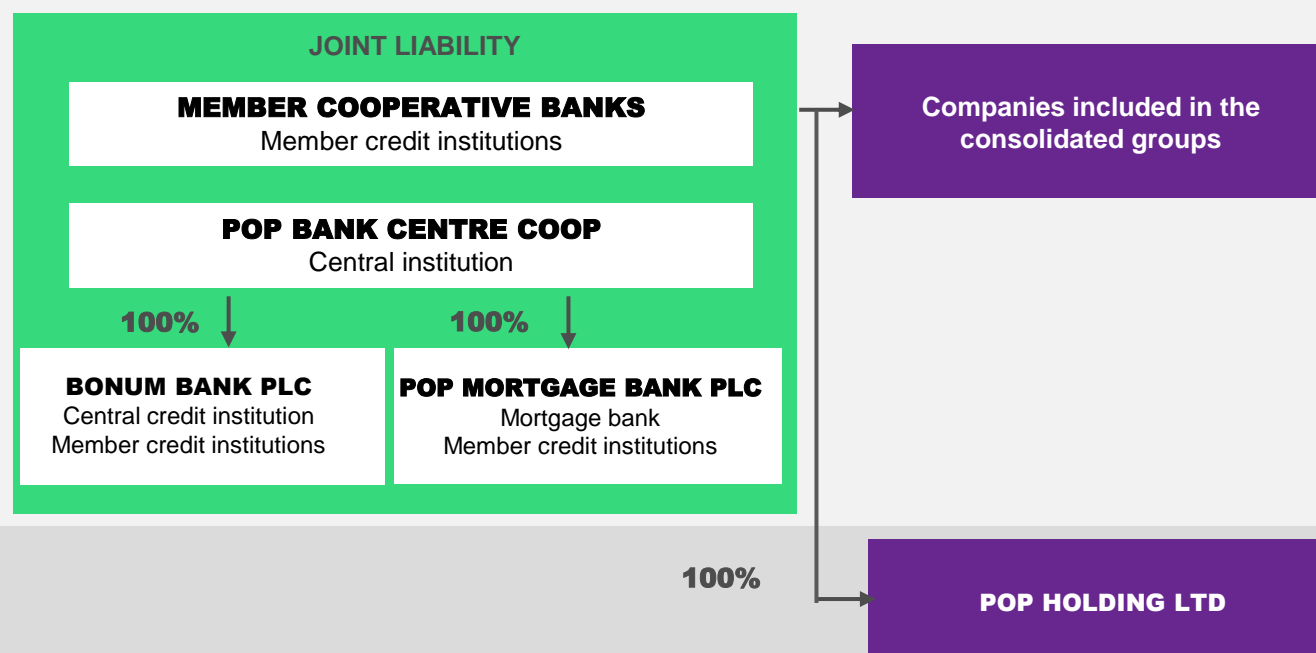 JOINT LIABILITY
MEMBER COOPERATIVE BANKS
Member credit institutions
Companies included in the
consolidated groups
POP BANK CENTRE COOP
Central institution
100%
100%
BONUM BANK PLC
Central credit institution
Member credit institutions
POP MORTGAGE BANK PLC
Mortgage bank
Member credit institutions
100%
POP HOLDING LTD